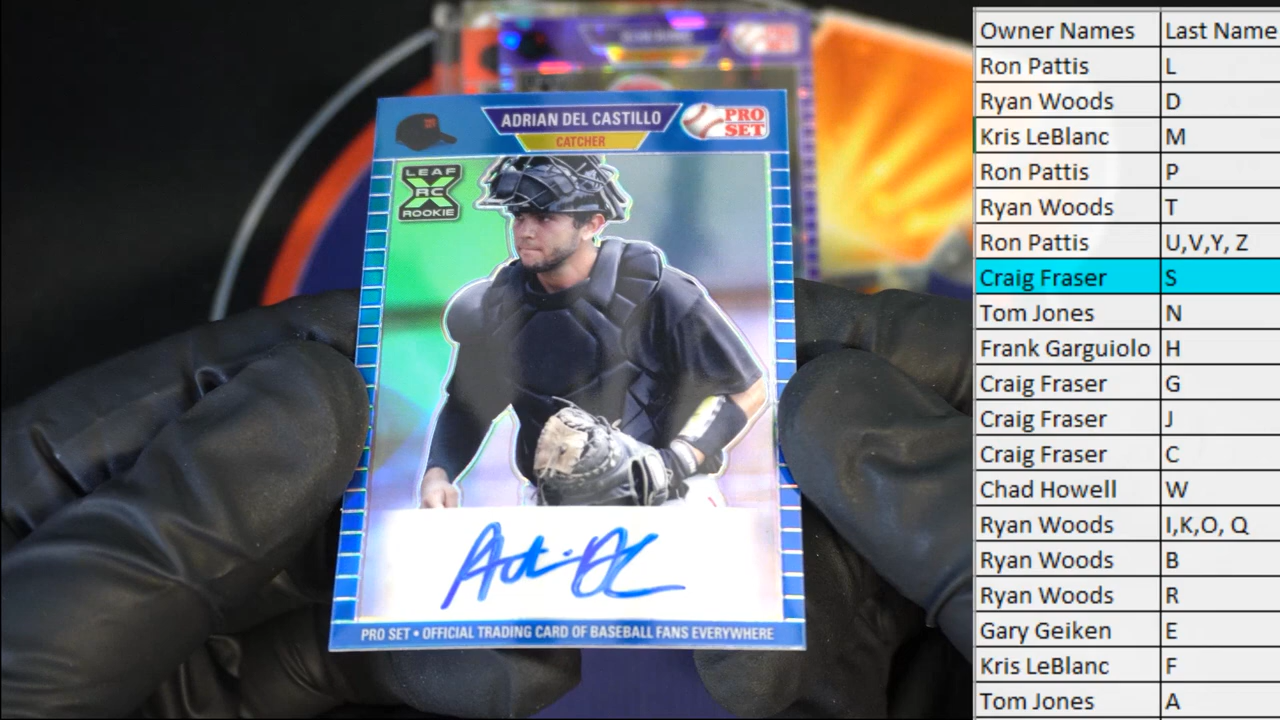 ADRIAN DEL CASTILLO
CATCHER
PRO
SET
LEAF
RC
ROOKIE
PRO SET • OFFICIAL TRADING CARD OF BASEBALL FANS EVERYWHERE
Owner Names Last Name
Ron Pattis L
Ryan Woods D
Kris LeBlanc M
Ron Pattis P
Ryan Woods T
Ron Pattis U,V,Y, Z
Craig Fraser S
Tom Jones N
Frank Garguiolo H
Craig Fraser G
Craig Fraser J
Craig Fraser C
Chad Howell W
Ryan Woods I,K,O, Q
Ryan Woods B
Ryan Woods R
Gary Geiken E
Kris LeBlanc F
Tom Jones A